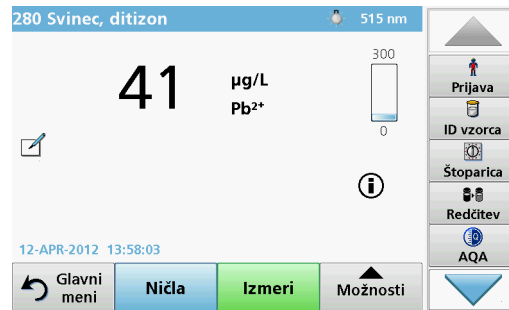 280 Svinec, ditizon
515 nm
300
41
µg/L
Pb²⁺
0
12-APR-2012 13:58:03
Glavni
meni
Ničla
Izmeri
Možnosti
Prijava
ID vzorca
Štoparica
Redčitev
AQA